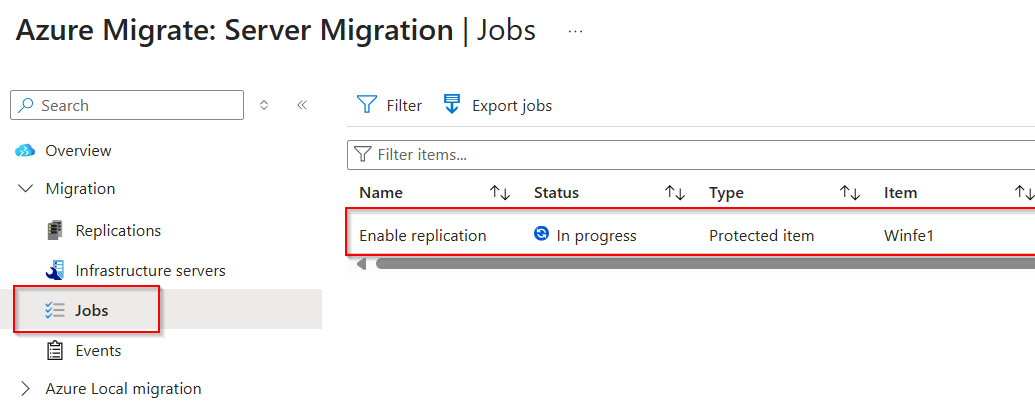 Azure Migrate: Server Migration | Jobs ...
Search
Filter Export jobs
Overview
Filter items...
Migration
Name Status Type Item
Replications
Enable replication In progress Protected item Winfe1
Infrastructure servers
Jobs
Events
Azure Local migration